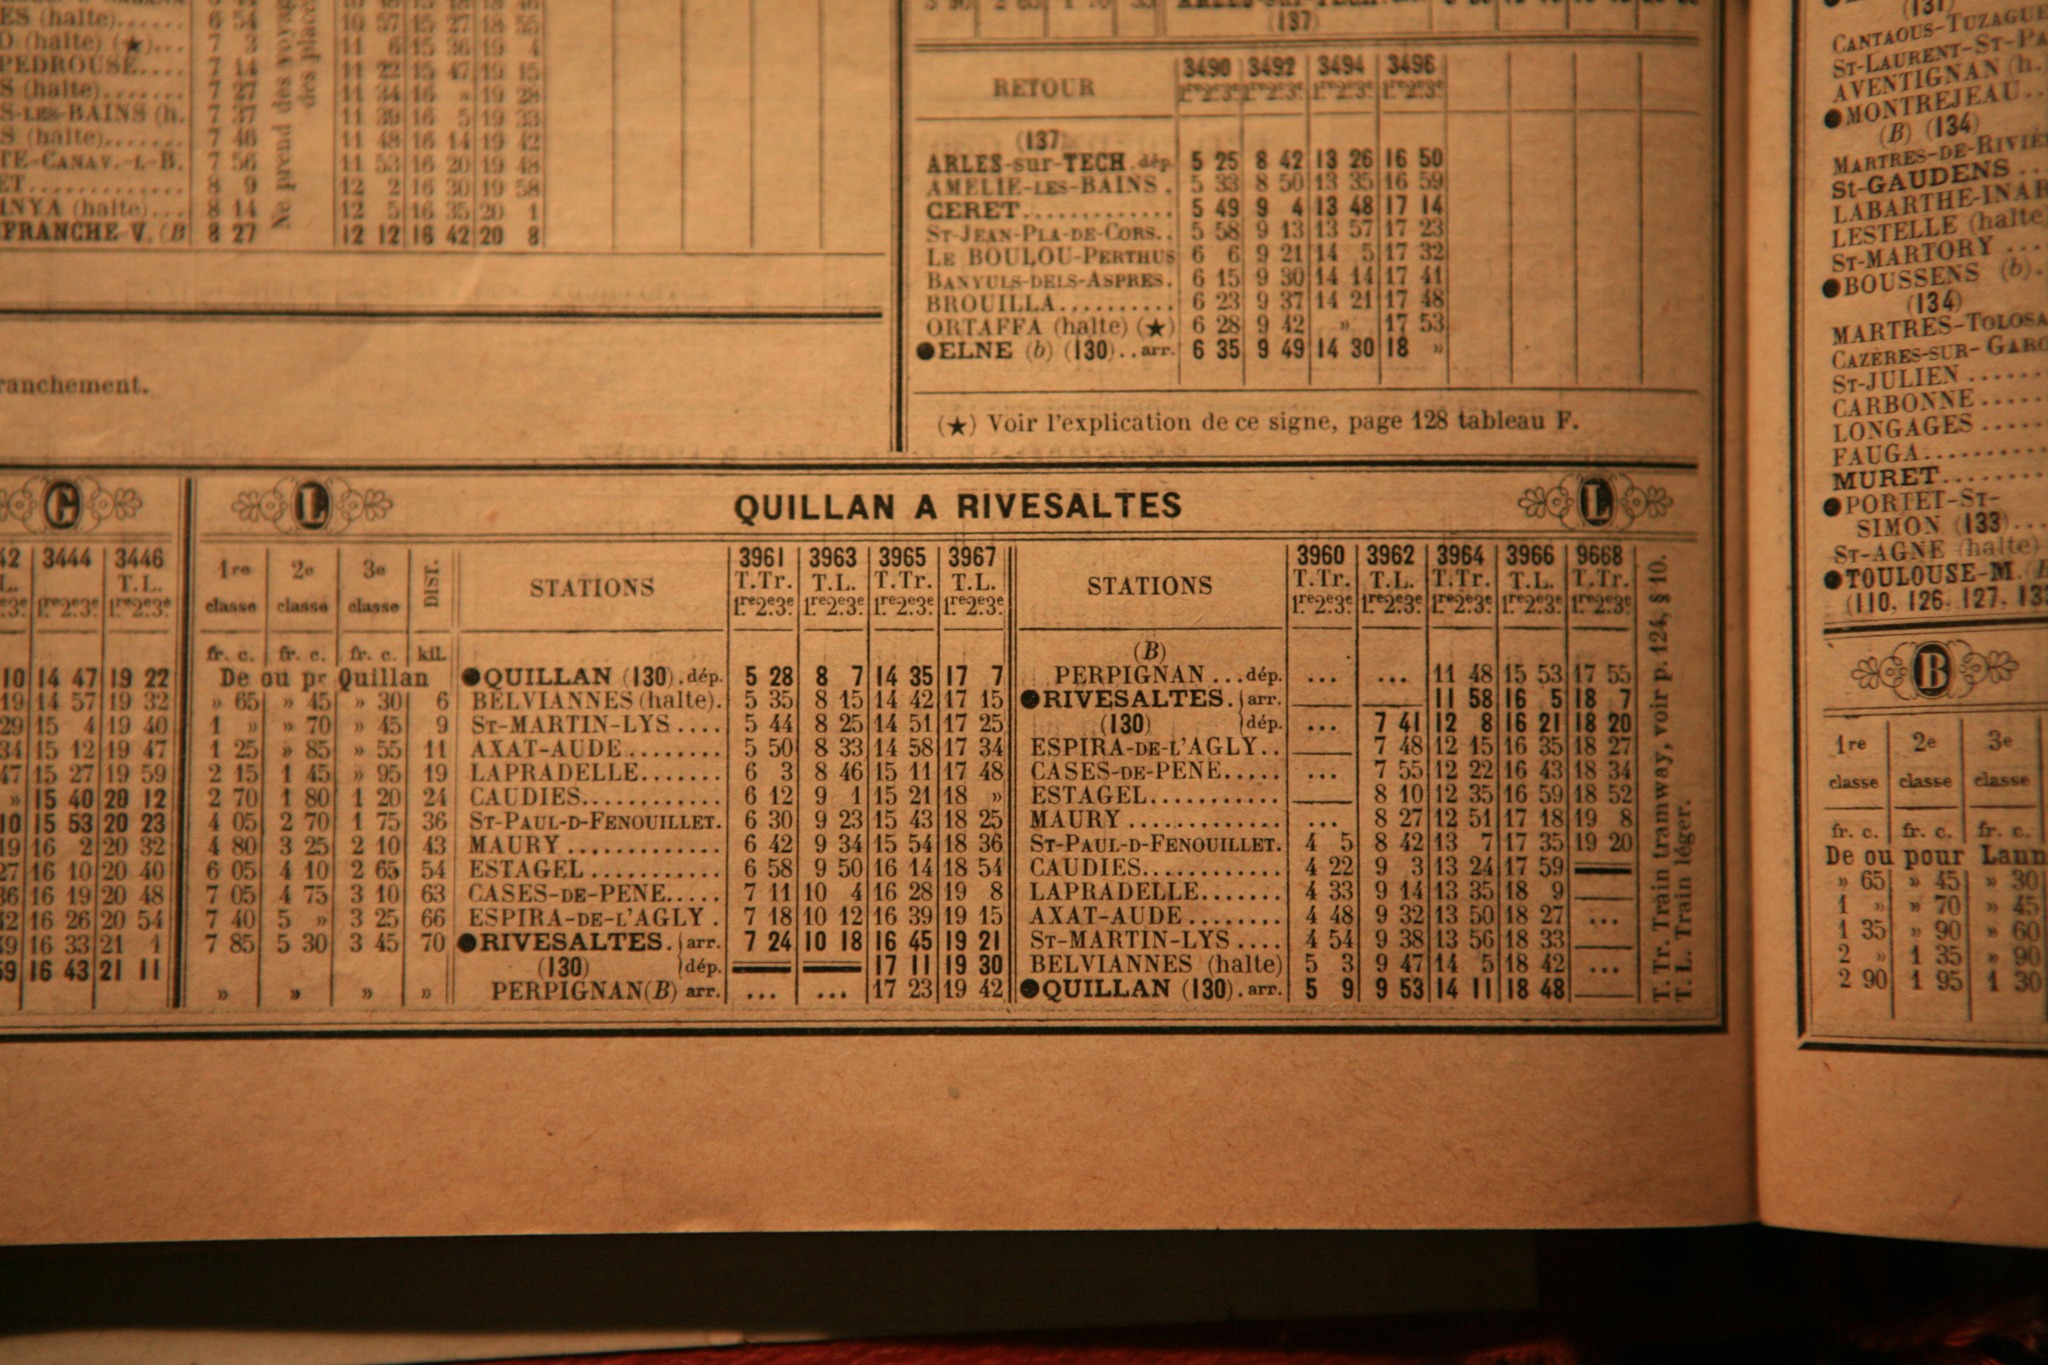 ES (halte).... 6 54 10 57 15 27 18 55
O (halte) (★)... 7 3 11 6 15 36 19 4
PEDROUSE.... 7 14 11 22 15 47 19 15
S (halte)....... 7 27 11 34 16 » 19 28
S-LES-BAINS (h. 7 37 11 39 16 5 19 33
S (halte)....... 7 46 11 48 16 14 19 42
TE-CANAV.-L-B. 7 56 11 53 16 20 19 48
ET............. 8 9 12 2 16 30 19 58
INYA (halte).... 8 14 12 5 16 35 20 1
FRANCHE-V. (B 8 27 12 12 16 42 20 8
Ne prend des voyag
des place
ranchement.
(137)
RETOUR 3490 3492 3494 3496
1re2e3e 1re2e3e 1re2e3e 1re2e3e
(137)
ARLES-sur-TECH.dép. 5 25 8 42 13 26 16 50
AMELIE-LES-BAINS . 5 33 8 50 13 35 16 59
CERET............. 5 49 9 4 13 48 17 14
ST-JEAN-PLA-DE-CORS.. 5 58 9 13 13 57 17 23
LE BOULOU-PERTHUS 6 6 9 21 14 5 17 32
BANYULS-DELS-ASPRES. 6 15 9 30 14 14 17 41
BROUILLA.......... 6 23 9 37 14 21 17 48
ORTAFFA (halte) (★) 6 28 9 42 » 17 53
●ELNE (b) (130)..arr. 6 35 9 49 14 30 18 »
(★) Voir l'explication de ce signe, page 128 tableau F.
G
42 3444 3446
L. T.L.
1re2e3e 1re2e3e
10 14 47 19 22
19 14 57 19 32
29 15 4 19 40
34 15 12 19 47
47 15 27 19 59
» 15 40 20 12
10 15 53 20 23
19 16 2 20 32
27 16 10 20 40
36 16 19 20 48
42 16 26 20 54
49 16 33 21 1
59 16 43 21 11
L QUILLAN A RIVESALTES L
1re classe 2e classe 3e classe DIST. STATIONS 3961 3963 3965 3967
T.Tr. T.L. T.Tr. T.L.
1re2e3e 1re2e3e 1re2e3e 1re2e3e
fr. c. fr. c. fr. c. kil.
De ou pr Quillan ●QUILLAN (130).dép. 5 28 8 7 14 35 17 7
» 65 » 45 » 30 6 BELVIANNES (halte). 5 35 8 15 14 42 17 15
1 » » 70 » 45 9 ST-MARTIN-LYS .... 5 44 8 25 14 51 17 25
1 25 » 85 » 55 11 AXAT-AUDE........ 5 50 8 33 14 58 17 34
2 15 1 45 » 95 19 LAPRADELLE....... 6 3 8 46 15 11 17 48
2 70 1 80 1 20 24 CAUDIES............ 6 12 9 1 15 21 18 »
4 05 2 70 1 75 36 ST-PAUL-D-FENOUILLET. 6 30 9 23 15 43 18 25
4 80 3 25 2 10 43 MAURY ............. 6 42 9 34 15 54 18 36
6 05 4 10 2 65 54 ESTAGEL........... 6 58 9 50 16 14 18 54
7 05 4 75 3 10 63 CASES-DE-PENE..... 7 11 10 4 16 28 19 8
7 40 5 » 3 25 66 ESPIRA-DE-L'AGLY . 7 18 10 12 16 39 19 15
7 85 5 30 3 45 70 ●RIVESALTES. arr. 7 24 10 18 16 45 19 21
(130) dép. 17 11 19 30
» » » » PERPIGNAN(B) arr. ... ... 17 23 19 42
STATIONS 3960 3962 3964 3966 9668
T.Tr. T.L. T.Tr. T.L. T.Tr.
1re2e3e 1re2e3e 1re2e3e 1re2e3e 1re2e3e
(B)
PERPIGNAN ...dép. ... ... 11 48 15 53 17 55
●RIVESALTES. arr. 11 58 16 5 18 7
(130) dép. ... 7 41 12 8 16 21 18 20
ESPIRA-DE-L'AGLY.. 7 48 12 15 16 35 18 27
CASES-DE-PENE..... ... 7 55 12 22 16 43 18 34
ESTAGEL........... 8 10 12 35 16 59 18 52
MAURY ............. ... 8 27 12 51 17 18 19 8
ST-PAUL-D-FENOUILLET. 4 5 8 42 13 7 17 35 19 20
CAUDIES............ 4 22 9 3 13 24 17 59
LAPRADELLE....... 4 33 9 14 13 35 18 9
AXAT-AUDE........ 4 48 9 32 13 50 18 27 ...
ST-MARTIN-LYS .... 4 54 9 38 13 56 18 33
BELVIANNES (halte) 5 3 9 47 14 5 18 42 ...
●QUILLAN (130).arr. 5 9 9 53 14 11 18 48
T. Tr. Train tramway, voir p. 124, § 10.
T. L. Train léger.
(131)
CANTAOUS-TUZAGUE
ST-LAURENT-ST-PA
AVENTIGNAN (h.
●MONTREJEAU..
(B) (134)
MARTRES-DE-RIVIÈ
St-GAUDENS ...
LABARTHE-INAR
LESTELLE (halte
ST-MARTORY ...
●BOUSSENS (b).
(134)
MARTRES-TOLOSA
CAZÈRES-SUR-GARO
ST-JULIEN ......
CARBONNE......
LONGAGES ......
FAUGA...........
MURET..........
●PORTET-ST-
SIMON (133)....
ST-AGNE (halte)
●TOULOUSE-M. (B
(110, 126, 127, 133
B
1re 2e 3e
classe classe classe
fr. c. fr. c. fr. c.
De ou pour Lann
» 65 » 45 » 30
1 » » 70 » 45
1 35 » 90 » 60
2 » 1 35 » 90
2 90 1 95 1 30